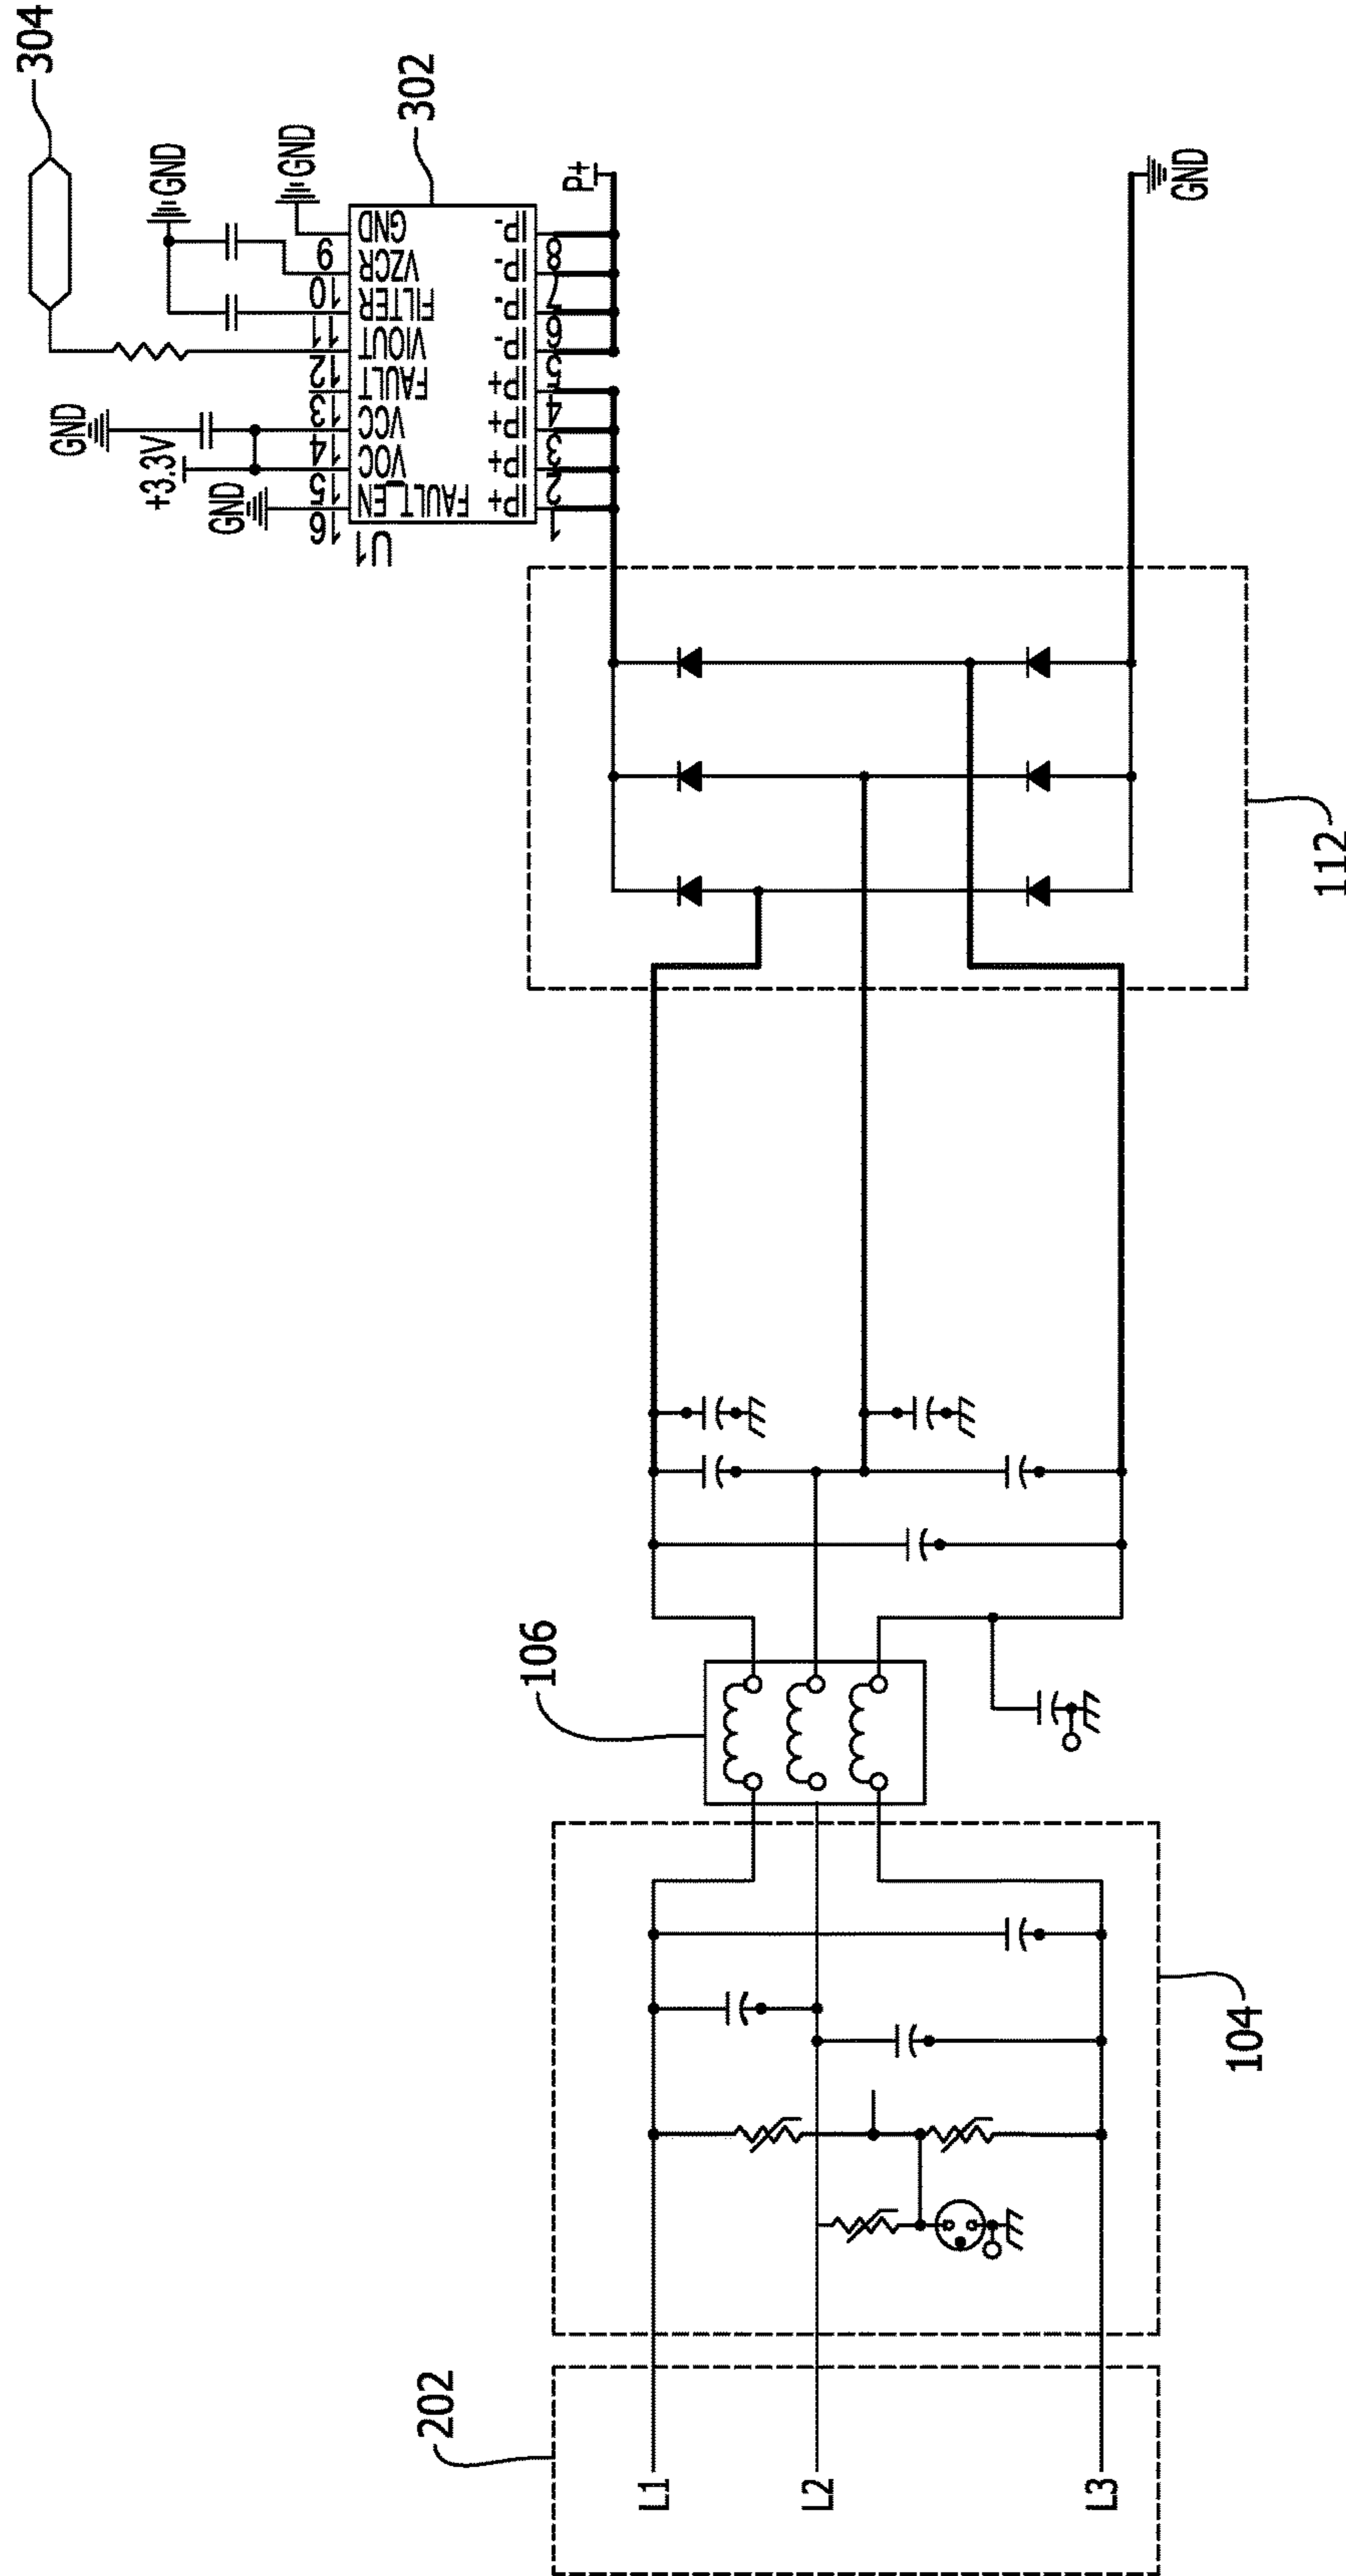 304
GND
GND
302
+3.3V
GND
GND
16
15
14
13
12
11
10
9
FAULT_EN
VOC
VCC
FAULT
VIOUT
FILTER
VZCR
GND
U1
IP+
IP+
IP+
IP+
IP-
IP-
IP-
IP-
1
2
3
4
5
6
7
8
P+
GND
112
106
104
202
L1
L2
L3